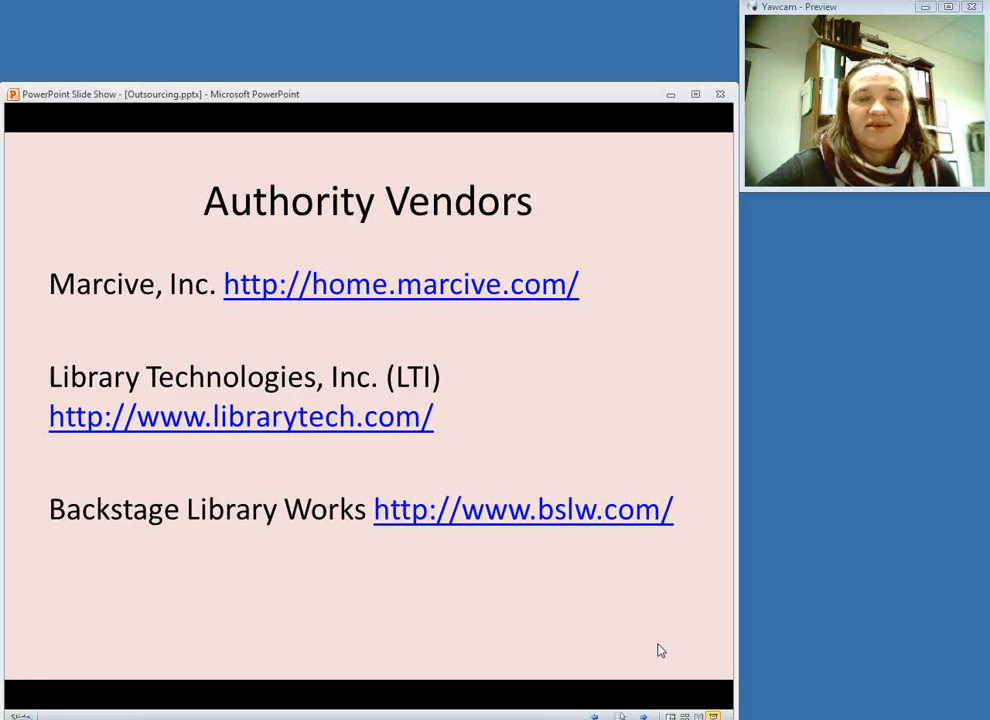 Yawcam - Preview
PowerPoint Slide Show - [Outsourcing.pptx] - Microsoft PowerPoint
Authority Vendors
Marcive, Inc. http://home.marcive.com/
Library Technologies, Inc. (LTI)
http://www.librarytech.com/
Backstage Library Works http://www.bslw.com/